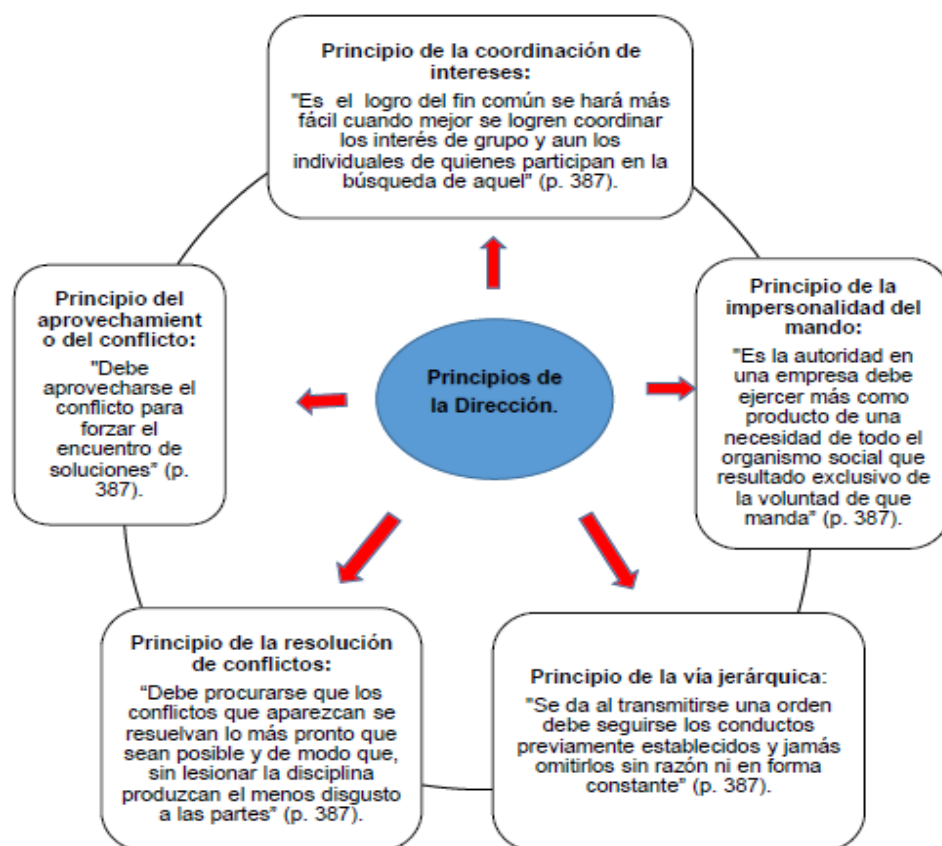 Principio de la coordinación de
intereses:
"Es el logro del fin común se hará más
fácil cuando mejor se logren coordinar
los interés de grupo y aun los
individuales de quienes participan en la
búsqueda de aquel" (p. 387).
Principio de la
impersonalidad del
mando:
"Es la autoridad en
una empresa debe
ejercer más como
producto de una
necesidad de todo el
organismo social que
resultado exclusivo de
la voluntad de que
manda" (p. 387).
Principio de la vía jerárquica:
"Se da al transmitirse una orden
debe seguirse los conductos
previamente establecidos y jamás
omitirlos sin razón ni en forma
constante" (p. 387).
Principio de la resolución
de conflictos:
"Debe procurarse que los
conflictos que aparezcan se
resuelvan lo más pronto que
sean posible y de modo que,
sin lesionar la disciplina
produzcan el menos disgusto
a las partes" (p. 387).
Principio del
aprovechamient
o del conflicto:
"Debe
aprovecharse el
conflicto para
forzar el
encuentro de
soluciones" (p.
387).
Principios de
la Dirección.